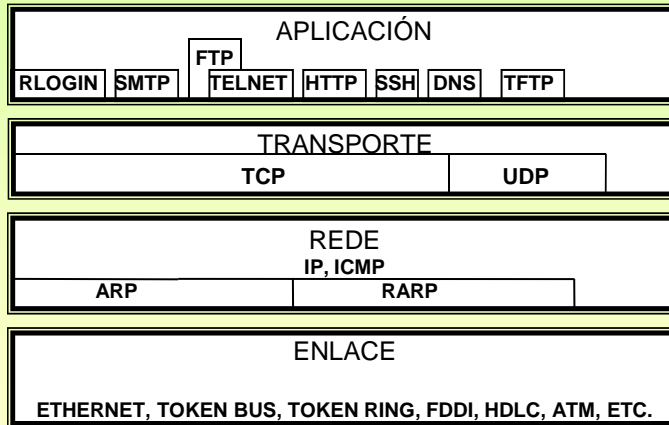 APLICACIÓN
FTP
RLOGIN SMTP TELNET HTTP SSH DNS TFTP
TRANSPORTE
TCP UDP
REDE
IP, ICMP
ARP RARP
ENLACE
ETHERNET, TOKEN BUS, TOKEN RING, FDDI, HDLC, ATM, ETC.